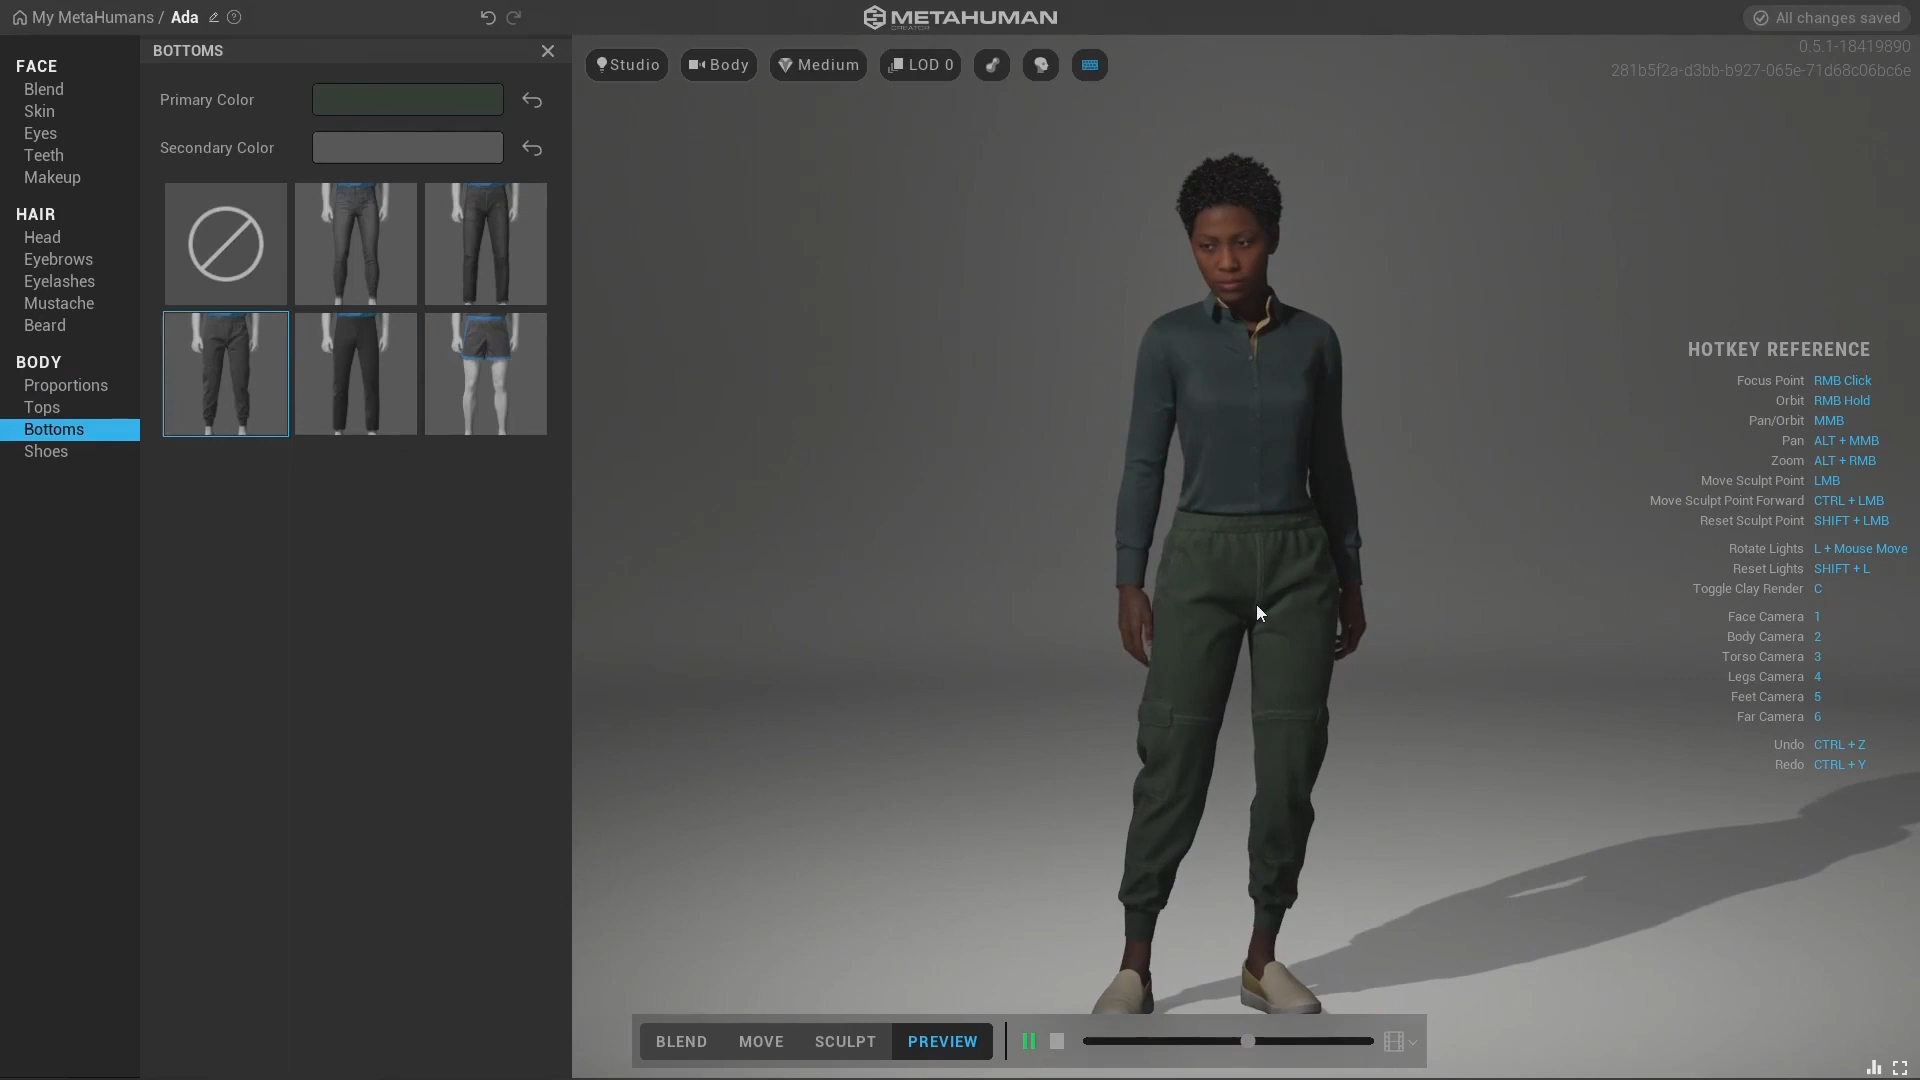 My MetaHumans / Ada
METAHUMAN
CREATOR
All changes saved
0.5.1-18419890
281b5f2a-d3bb-b927-065e-71d68c06bc6e
FACE
Blend
Skin
Eyes
Teeth
Makeup
HAIR
Head
Eyebrows
Eyelashes
Mustache
Beard
BODY
Proportions
Tops
Bottoms
Shoes
BOTTOMS
Primary Color
Secondary Color
Studio
Body
Medium
LOD 0
HOTKEY REFERENCE
Focus Point RMB Click
Orbit RMB Hold
Pan/Orbit MMB
Pan ALT + MMB
Zoom ALT + RMB
Move Sculpt Point LMB
Move Sculpt Point Forward CTRL + LMB
Reset Sculpt Point SHIFT + LMB
Rotate Lights L + Mouse Move
Reset Lights SHIFT + L
Toggle Clay Render C
Face Camera 1
Body Camera 2
Torso Camera 3
Legs Camera 4
Feet Camera 5
Far Camera 6
Undo CTRL + Z
Redo CTRL + Y
BLEND
MOVE
SCULPT
PREVIEW